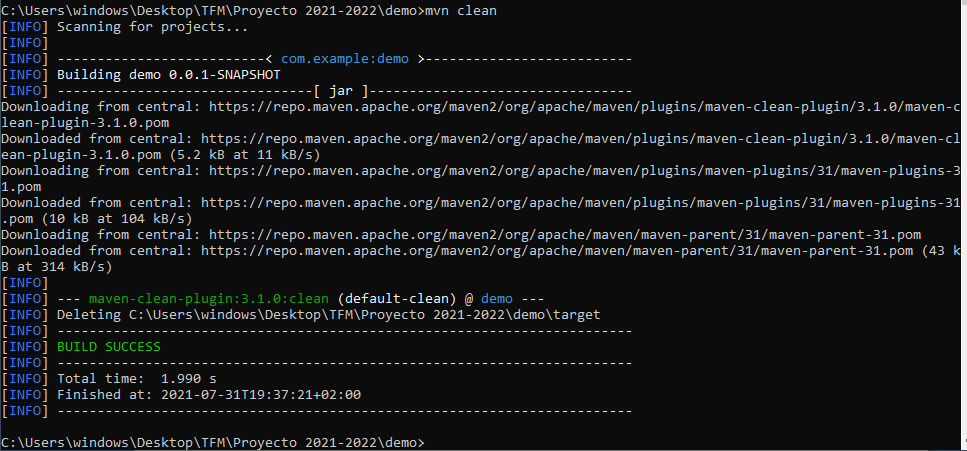 C:\Users\windows\Desktop\TFM\Proyecto 2021-2022\demo>mvn clean
[INFO] Scanning for projects...
[INFO]
[INFO] --------------------------< com.example:demo >--------------------------
[INFO] Building demo 0.0.1-SNAPSHOT
[INFO] --------------------------------[ jar ]---------------------------------
Downloading from central: https://repo.maven.apache.org/maven2/org/apache/maven/plugins/maven-clean-plugin/3.1.0/maven-c
lean-plugin-3.1.0.pom
Downloaded from central: https://repo.maven.apache.org/maven2/org/apache/maven/plugins/maven-clean-plugin/3.1.0/maven-cl
ean-plugin-3.1.0.pom (5.2 kB at 11 kB/s)
Downloading from central: https://repo.maven.apache.org/maven2/org/apache/maven/plugins/maven-plugins/31/maven-plugins-3
1.pom
Downloaded from central: https://repo.maven.apache.org/maven2/org/apache/maven/plugins/maven-plugins/31/maven-plugins-31
.pom (10 kB at 104 kB/s)
Downloading from central: https://repo.maven.apache.org/maven2/org/apache/maven/maven-parent/31/maven-parent-31.pom
Downloaded from central: https://repo.maven.apache.org/maven2/org/apache/maven/maven-parent/31/maven-parent-31.pom (43 k
B at 314 kB/s)
[INFO]
[INFO] --- maven-clean-plugin:3.1.0:clean (default-clean) @ demo ---
[INFO] Deleting C:\Users\windows\Desktop\TFM\Proyecto 2021-2022\demo\target
[INFO] ------------------------------------------------------------------------
[INFO] BUILD SUCCESS
[INFO] ------------------------------------------------------------------------
[INFO] Total time:  1.990 s
[INFO] Finished at: 2021-07-31T19:37:21+02:00
[INFO] ------------------------------------------------------------------------
C:\Users\windows\Desktop\TFM\Proyecto 2021-2022\demo>